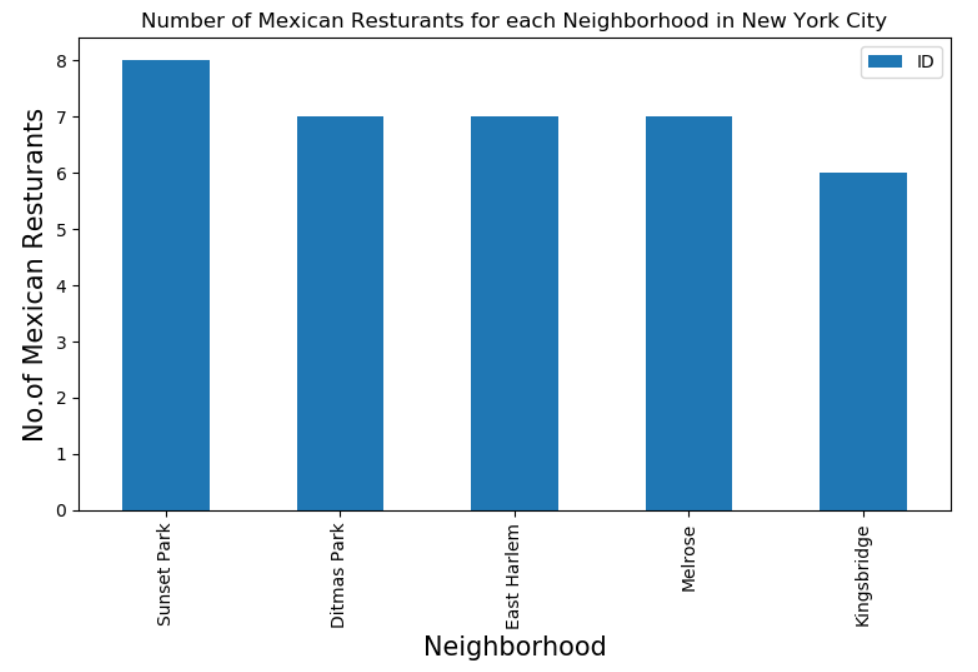 Number of Mexican Resturants for each Neighborhood in New York City
ID
No.of Mexican Resturants
8
7
6
5
4
3
2
1
0
Sunset Park
Ditmas Park
East Harlem
Melrose
Kingsbridge
Neighborhood